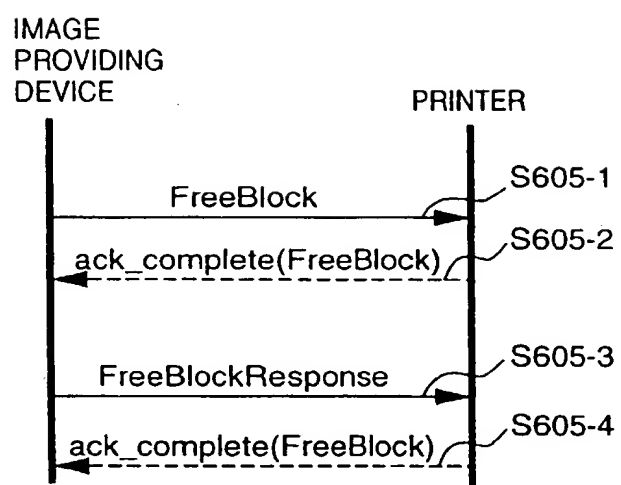 IMAGE
PROVIDING
DEVICE
PRINTER
S605-1
FreeBlock
S605-2
ack_complete(FreeBlock)
S605-3
FreeBlockResponse
S605-4
ack_complete(FreeBlock)